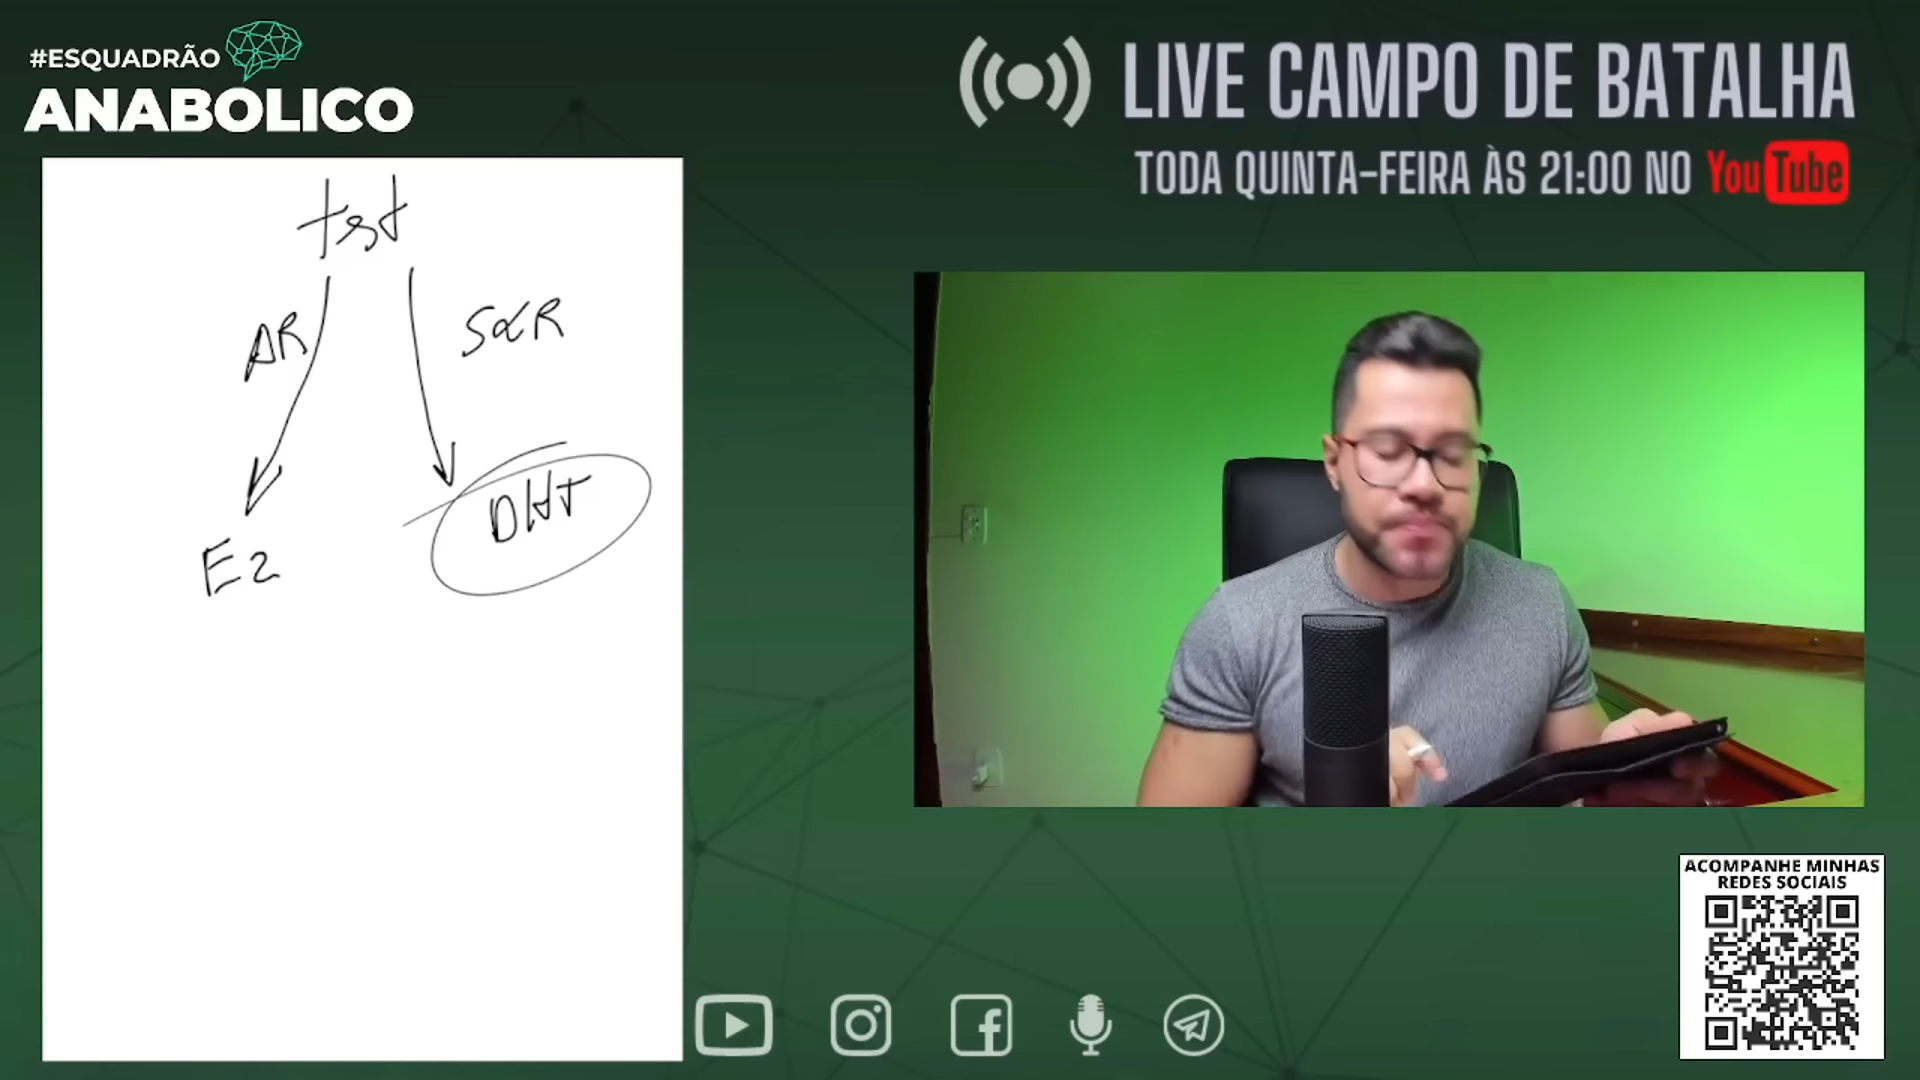 #ESQUADRÃO
ANABOLICO
LIVE CAMPO DE BATALHA
TODA QUINTA-FEIRA ÀS 21:00 NO YouTube
test
AR
5αR
E2
DHT
ACOMPANHE MINHAS
REDES SOCIAIS